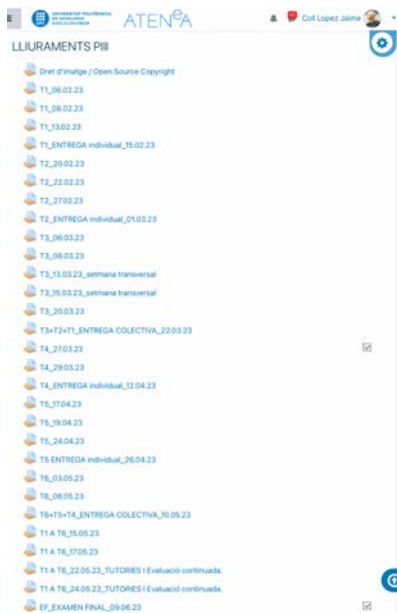 UNIVERSITAT POLITÈCNICA
DE CATALUNYA
BARCELONATECH
ATENEA
Coll Lopez Jaime
LLIURAMENTS PIII
Dret d'imatge / Open Source Copyright
T1_06.02.23
T1_08.02.23
T1_13.02.23
T1_ENTREGA individual_15.02.23
T2_20.02.23
T2_22.02.23
T2_27.02.23
T2_ENTREGA individual_01.03.23
T3_06.03.23
T3_08.03.23
T3_13.03.23_setmana transversal
T3_15.03.23_setmana transversal
T3_20.03.23
T3+T2+T1_ENTREGA COLECTIVA_22.03.23
T4_27.03.23
T4_29.03.23
T4_ENTREGA individual_12.04.23
T5_17.04.23
T5_19.04.23
T5_24.04.23
T5 ENTREGA individual_26.04.23
T6_03.05.23
T6_08.05.23
T6+T5+T4_ENTREGA COLECTIVA_10.05.23
T1 A T6_15.05.23
T1 A T6_17.05.23
T1 A T6_22.05.23_TUTORIES I Evaluació continuada.
T1 A T6_24.05.23_TUTORIES I Evaluació continuada.
EF_EXAMEN FINAL_09.06.23